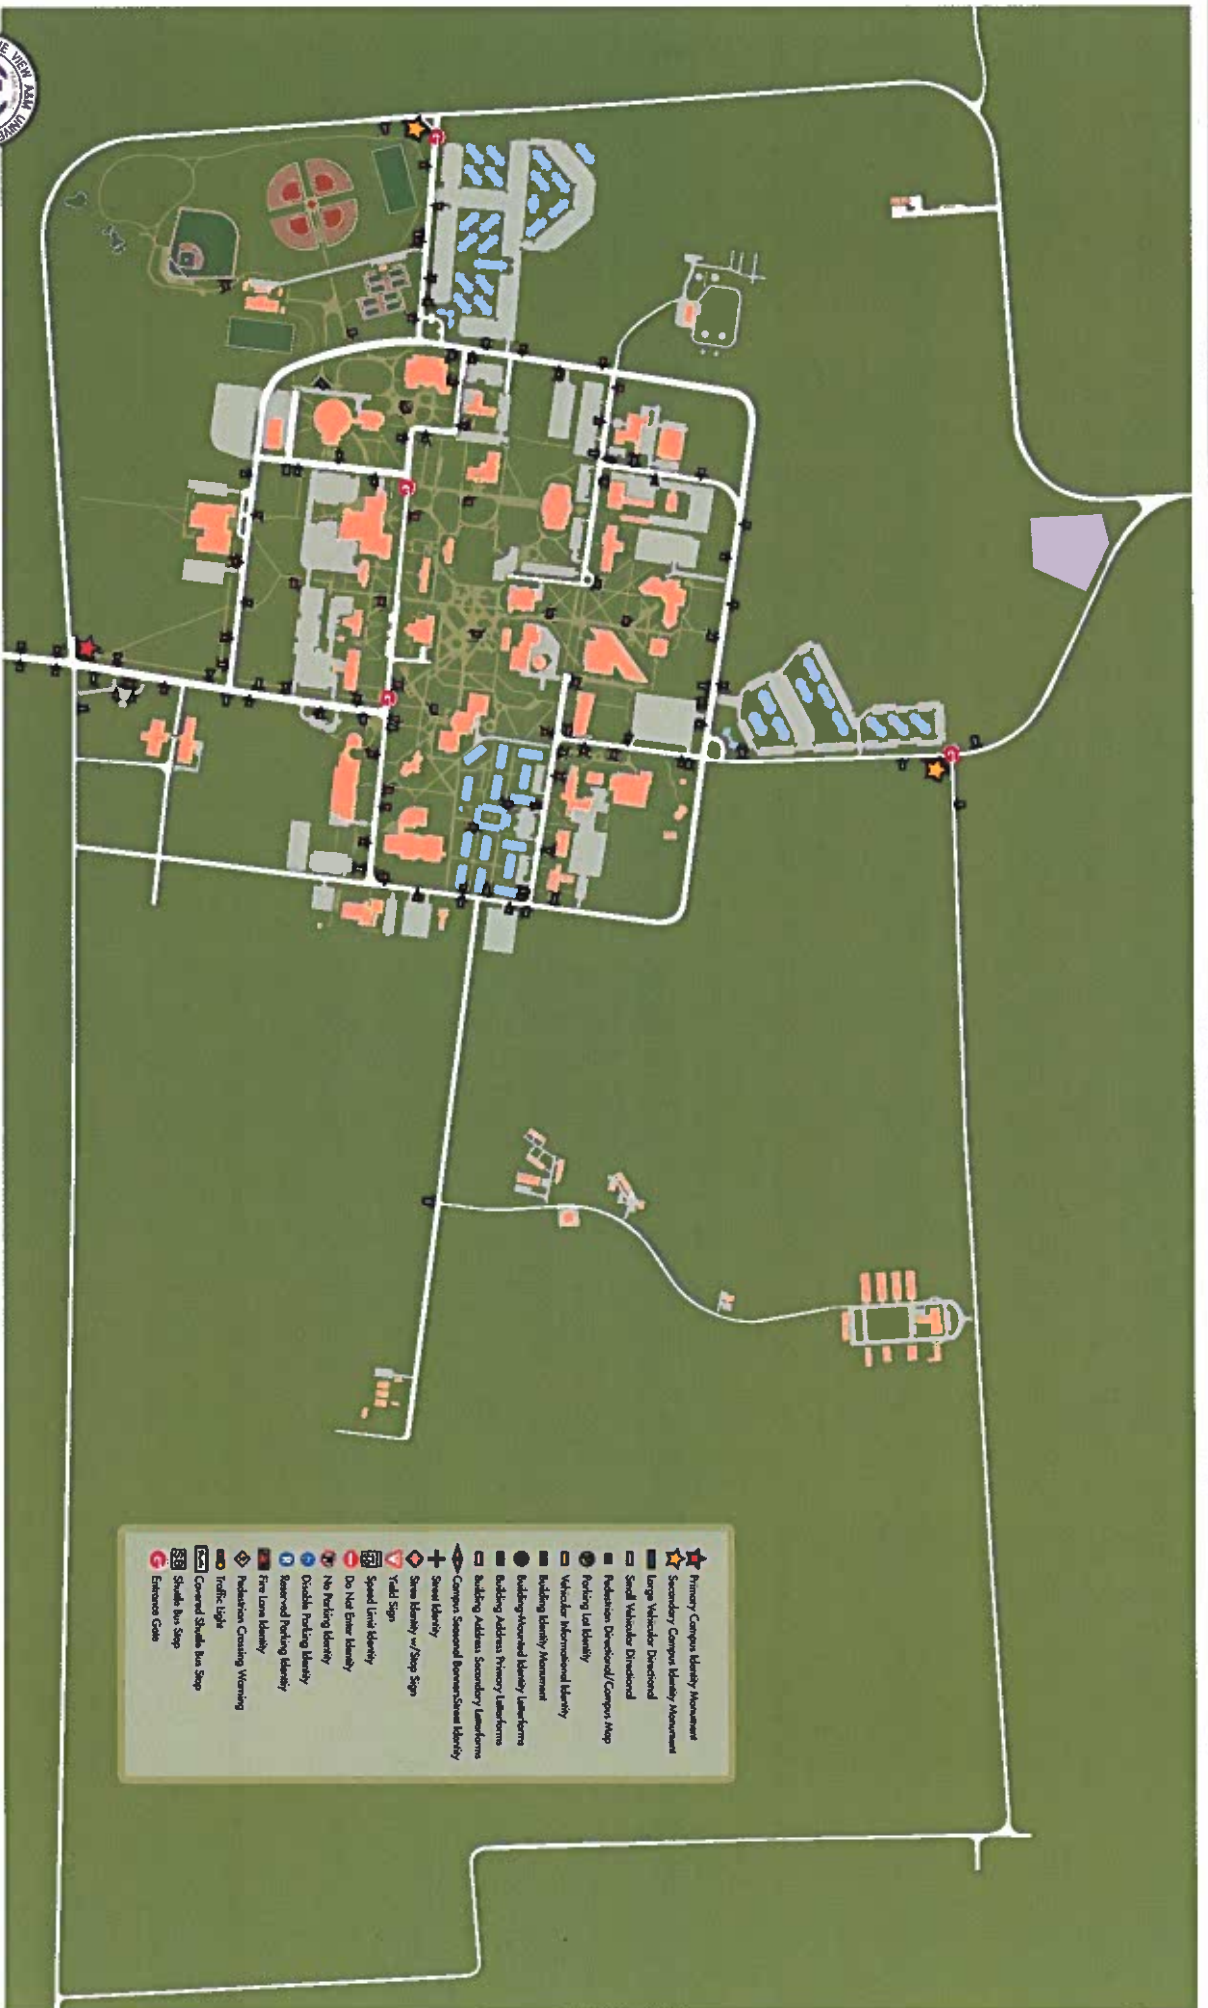 E VIEW A&M UNIVE
Primary Campus Identity Monument
Secondary Campus Identity Monument
Large Vehicular Directional
Small Vehicular Directional
Pedestrian Directional/Campus Map
Parking Lot Identity
Vehicular Informational Identity
Building Identity Monument
Building-Mounted Identity Letterforms
Building Address Primary Letterforms
Building Address Secondary Letterforms
Campus Seasonal Banners-Street Identity
Street Identity
Street Identity w/Stop Sign
Yield Sign
Speed Limit Identity
Do Not Enter Identity
No Parking Identity
Disable Parking Identity
Reserved Parking Identity
Fire Lane Identity
Pedestrian Crossing Warning
Traffic Light
Covered Shuttle Bus Stop
SB Shuttle Bus Stop
G Entrance Gate